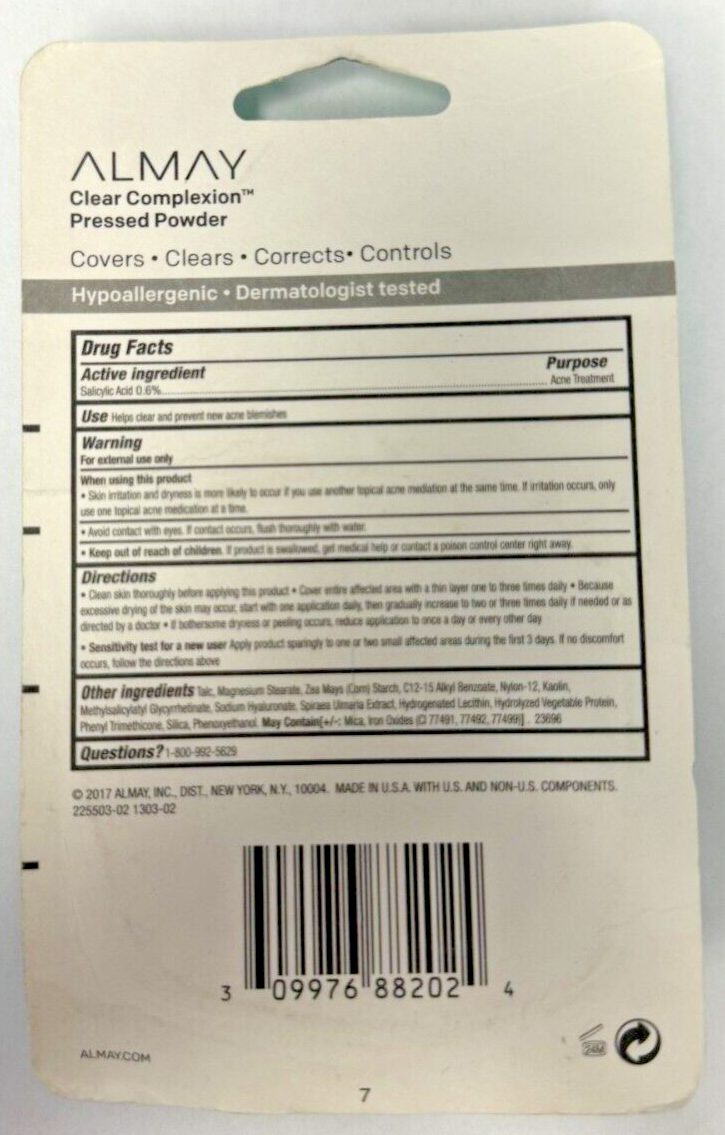 ALMAY
Clear Complexion™
Pressed Powder
Covers • Clears • Corrects• Controls
Hypoallergenic • Dermatologist tested
Drug Facts
Active ingredient Purpose
Salicylic Acid 0.6%........................................ Acne Treatment
Use Helps clear and prevent new acne blemishes
Warning
For external use only
When using this product
• Skin irritation and dryness is more likely to occur if you use another topical acne mediation at the same time. If irritation occurs, only
use one topical acne medication at a time.
• Avoid contact with eyes. If contact occurs, flush thoroughly with water.
• Keep out of reach of children. If product is swallowed, get medical help or contact a poison control center right away.
Directions
• Clean skin thoroughly before applying this product • Cover entire affected area with a thin layer one to three times daily • Because
excessive drying of the skin may occur, start with one application daily, then gradually increase to two or three times daily if needed or as
directed by a doctor • If bothersome dryness or peeling occurs, reduce application to once a day or every other day
• Sensitivity test for a new user Apply product sparingly to one or two small affected areas during the first 3 days. If no discomfort
occurs, follow the directions above
Other ingredients Talc, Magnesium Stearate, Zea Mays (Corn) Starch, C12-15 Alkyl Benzoate, Nylon-12, Kaolin,
Methylsalicylatyl Glycyrrhetinate, Sodium Hyaluronate, Spiraea Ulmaria Extract, Hydrogenated Lecithin, Hydrolyzed Vegetable Protein,
Phenyl Trimethicone, Silica, Phenoxyethanol. May Contain[+/-: Mica, Iron Oxides (CI 77491, 77492, 77499)] . 23696
Questions? 1-800-992-5629
© 2017 ALMAY, INC., DIST., NEW YORK, N.Y., 10004. MADE IN U.S.A. WITH U.S. AND NON-U.S. COMPONENTS.
225503-02 1303-02
3 09976 88202 4
ALMAY.COM
24M
7